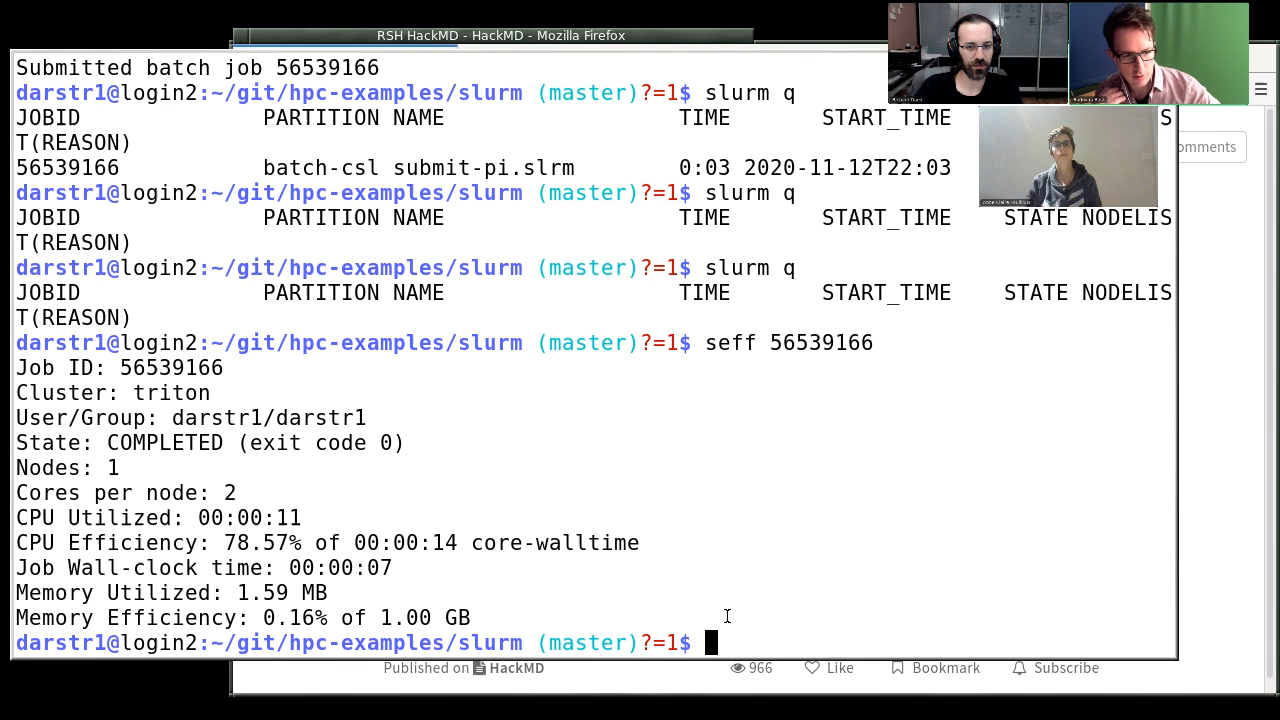 RSH HackMD - HackMD - Mozilla Firefox
Submitted batch job 56539166
darstr1@login2:~/git/hpc-examples/slurm (master)?=1$ slurm q
JOBID PARTITION NAME TIME START_TIME S
T(REASON)
56539166 batch-csl submit-pi.slrm 0:03 2020-11-12T22:03
darstr1@login2:~/git/hpc-examples/slurm (master)?=1$ slurm q
JOBID PARTITION NAME TIME START_TIME STATE NODELIS
T(REASON)
darstr1@login2:~/git/hpc-examples/slurm (master)?=1$ slurm q
JOBID PARTITION NAME TIME START_TIME STATE NODELIS
T(REASON)
darstr1@login2:~/git/hpc-examples/slurm (master)?=1$ seff 56539166
Job ID: 56539166
Cluster: triton
User/Group: darstr1/darstr1
State: COMPLETED (exit code 0)
Nodes: 1
Cores per node: 2
CPU Utilized: 00:00:11
CPU Efficiency: 78.57% of 00:00:14 core-walltime
Job Wall-clock time: 00:00:07
Memory Utilized: 1.59 MB
Memory Efficiency: 0.16% of 1.00 GB
darstr1@login2:~/git/hpc-examples/slurm (master)?=1$
omments
Published on HackMD 966 Like Bookmark Subscribe